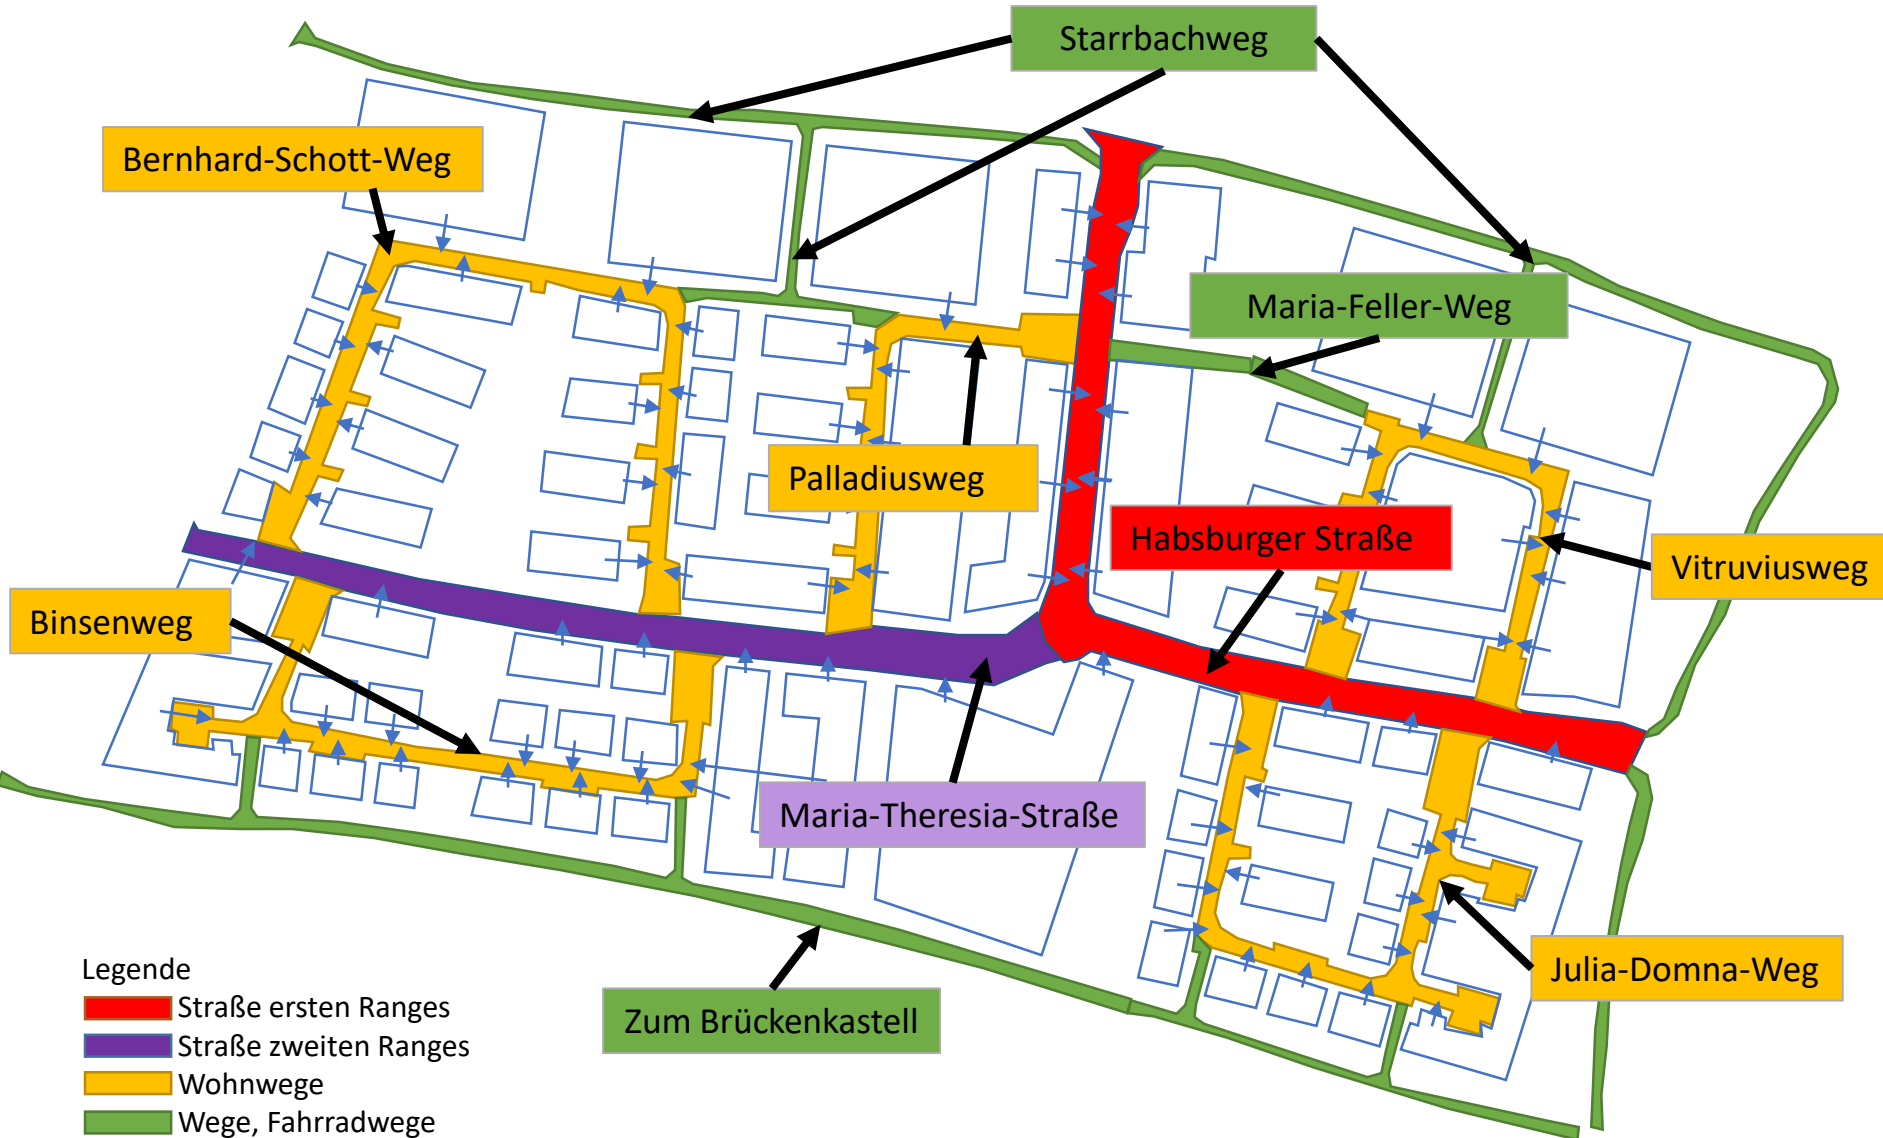 Starrbachweg
Bernhard-Schott-Weg
Maria-Feller-Weg
Palladiusweg
Habsburger Straße
Vitruviusweg
Binsenweg
Maria-Theresia-Straße
Julia-Domna-Weg
Zum Brückenkastell
Legende
Straße ersten Ranges
Straße zweiten Ranges
Wohnwege
Wege, Fahrradwege